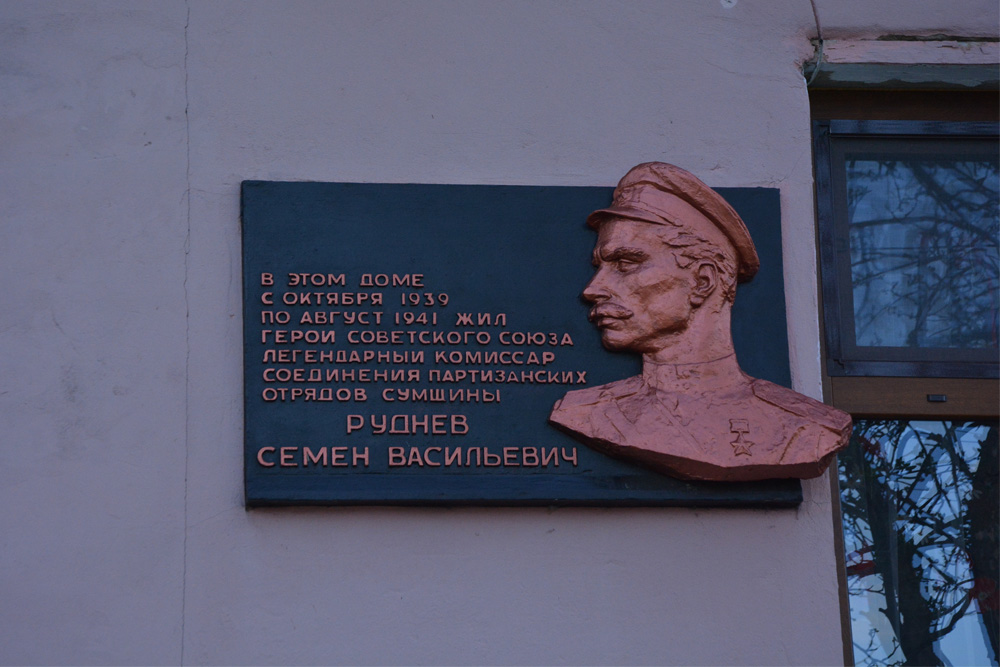 В ЭТОМ ДОМЕ
С ОКТЯБРЯ 1939
ПО АВГУСТ 1941 ЖИЛ
ГЕРОЙ СОВЕТСКОГО СОЮЗА
ЛЕГЕНДАРНЫЙ КОМИССАР
СОЕДИНЕНИЯ ПАРТИЗАНСКИХ
ОТРЯДОВ СУМЩИНЫ
РУДНЕВ
СЕМЕН ВАСИЛЬЕВИЧ